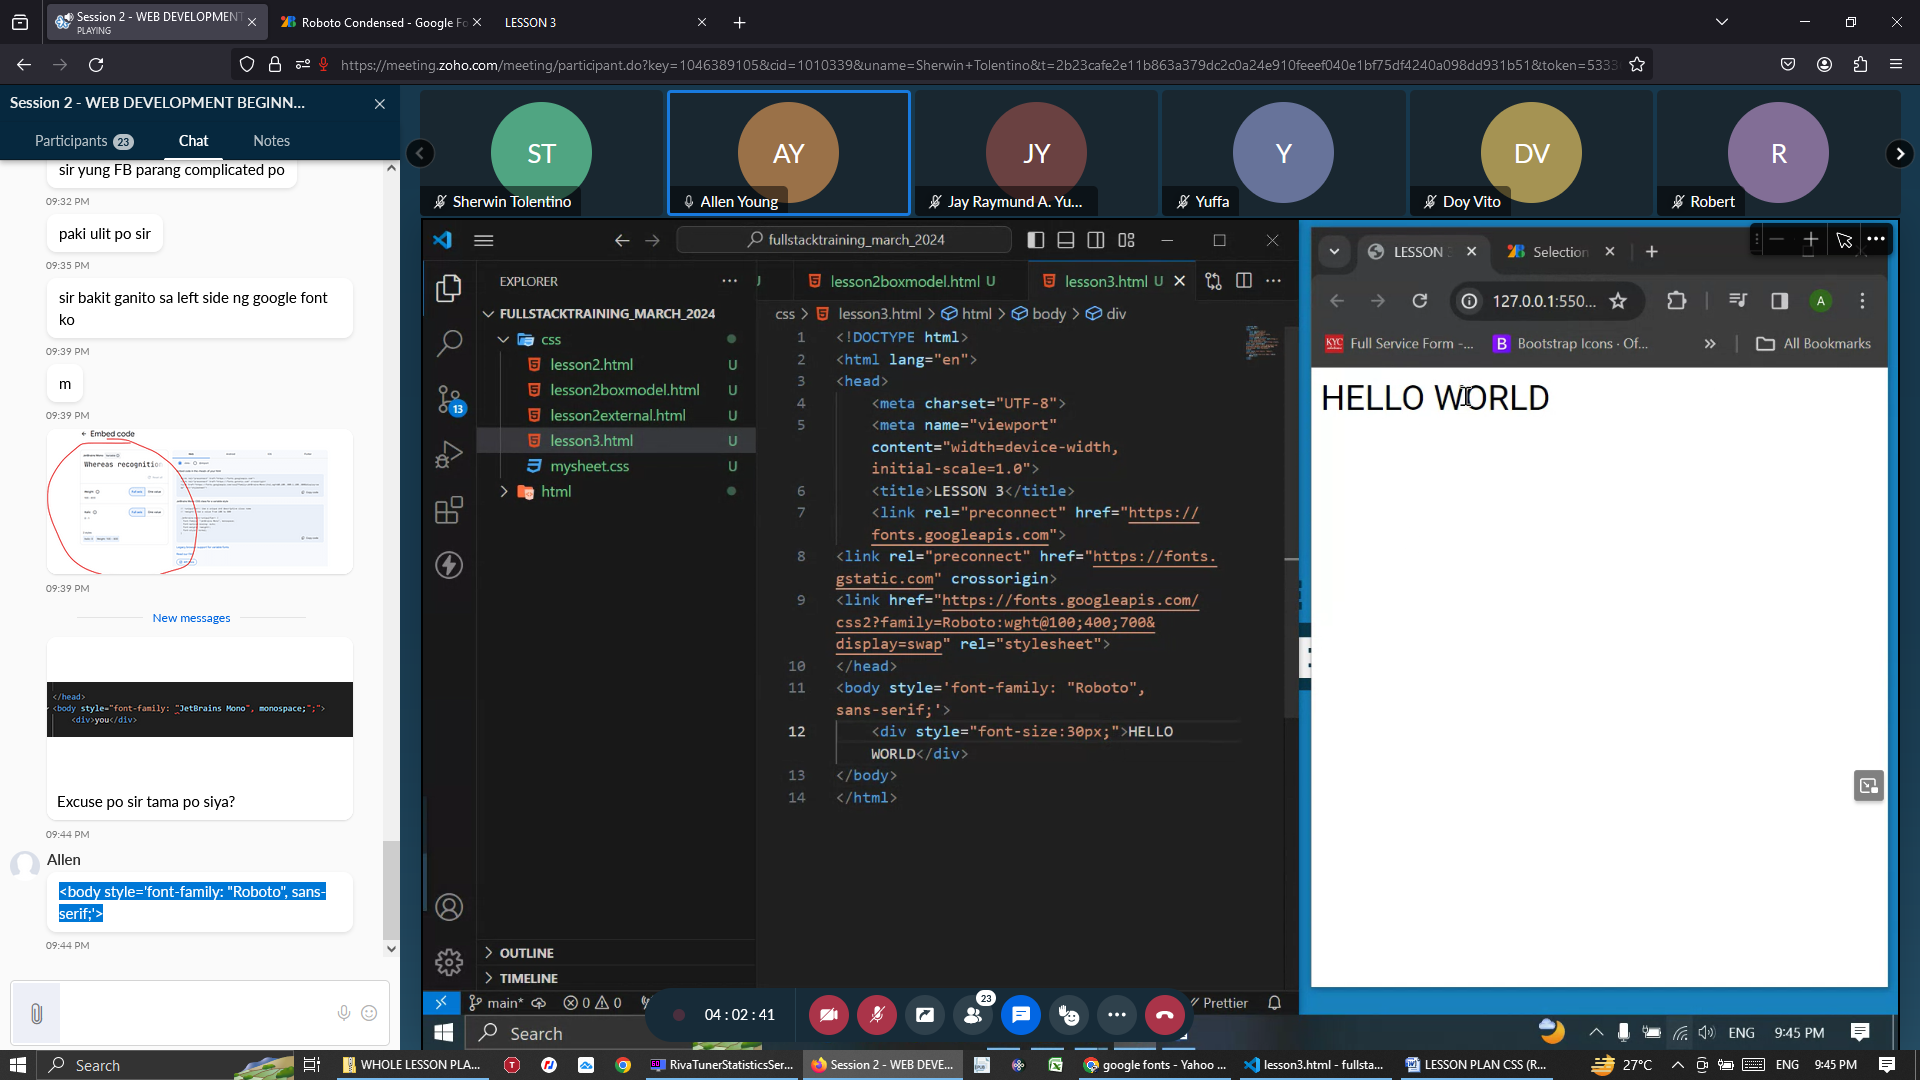 Session 2 - WEB DEVELOPMENT
PLAYING
Roboto Condensed - Google Fo
LESSON 3
https://meeting.zoho.com/meeting/participant.do?key=1046389105&cid=1010339&uname=Sherwin+Tolentino&t=2b23cafe2e11b863a379dc2c0a24e910feeef040e1bf75df4240a098dd931b51&token=5333
Session 2 - WEB DEVELOPMENT BEGINN...
Participants 23
Chat
Notes
sir yung FB parang complicated po
09:32 PM
paki ulit po sir
09:35 PM
sir bakit ganito sa left side ng google font
ko
09:39 PM
m
09:39 PM
Embed code
Whereas recognition
09:39 PM
New messages
</head>
<body style="font-family: "JetBrains Mono", monospace;";">
<div>you</div>
Excuse po sir tama po siya?
09:44 PM
Allen
<body style='font-family: "Roboto", sans-
serif;'>
09:44 PM
ST
Sherwin Tolentino
AY
Allen Young
JY
Jay Raymund A. Yu...
Y
Yuffa
DV
Doy Vito
R
Robert
fullstacktraining_march_2024
EXPLORER
FULLSTACKTRAINING_MARCH_2024
css
lesson2.html U
lesson2boxmodel.html U
lesson2external.html U
lesson3.html U
mysheet.css U
html
13
OUTLINE
TIMELINE
U
lesson2boxmodel.html U
lesson3.html U
css > lesson3.html > html > body > div
1 <!DOCTYPE html>
2 <html lang="en">
3 <head>
4 <meta charset="UTF-8">
5 <meta name="viewport"
content="width=device-width,
initial-scale=1.0">
6 <title>LESSON 3</title>
7 <link rel="preconnect" href="https://
fonts.googleapis.com">
8 <link rel="preconnect" href="https://fonts.
gstatic.com" crossorigin>
9 <link href="https://fonts.googleapis.com/
css2?family=Roboto:wght@100;400;700&
display=swap" rel="stylesheet">
10 </head>
11 <body style='font-family: "Roboto",
sans-serif;'>
12 <div style="font-size:30px;">HELLO
WORLD</div>
13 </body>
14 </html>
main*
0 0
04:02:41
23
Prettier
LESSON 3
Selection
127.0.0.1:550...
A
Full Service Form -...
B
Bootstrap Icons · Of...
All Bookmarks
HELLO WORLD
Search
ENG
9:45 PM
Search
WHOLE LESSON PLA...
RivaTunerStatisticsSer...
Session 2 - WEB DEVE...
google fonts - Yahoo ...
lesson3.html - fullsta...
LESSON PLAN CSS (R...
27°C
ENG
9:45 PM